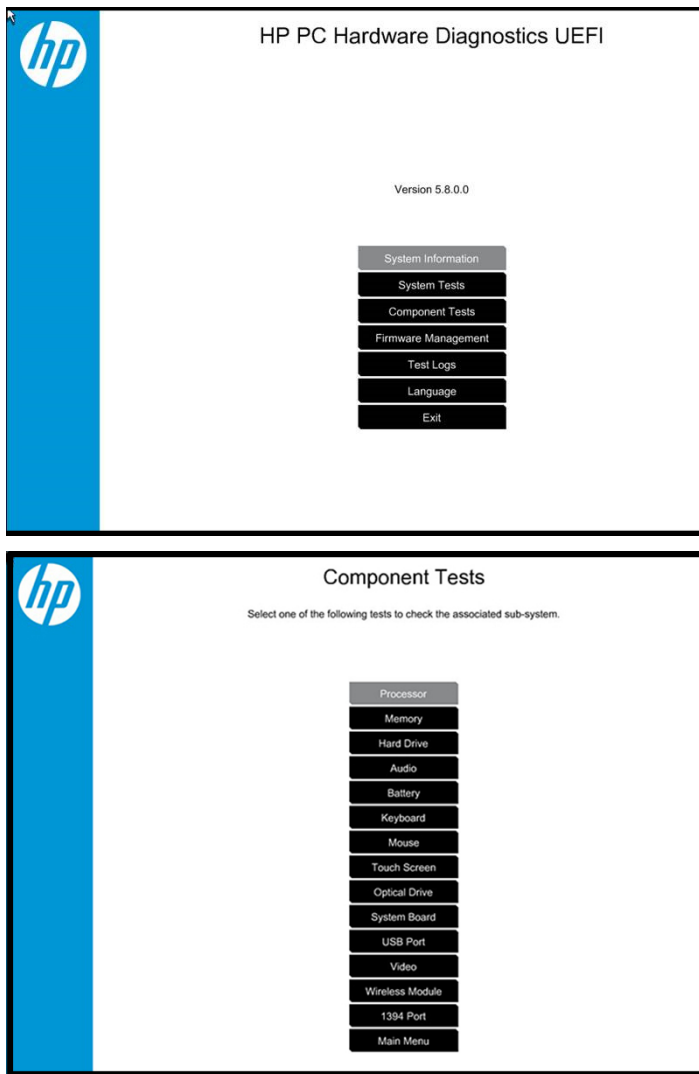 hp
HP PC Hardware Diagnostics UEFI
Version 5.8.0.0
System Information
System Tests
Component Tests
Firmware Management
Test Logs
Language
Exit
hp
Component Tests
Select one of the following tests to check the associated sub-system.
Processor
Memory
Hard Drive
Audio
Battery
Keyboard
Mouse
Touch Screen
Optical Drive
System Board
USB Port
Video
Wireless Module
1394 Port
Main Menu